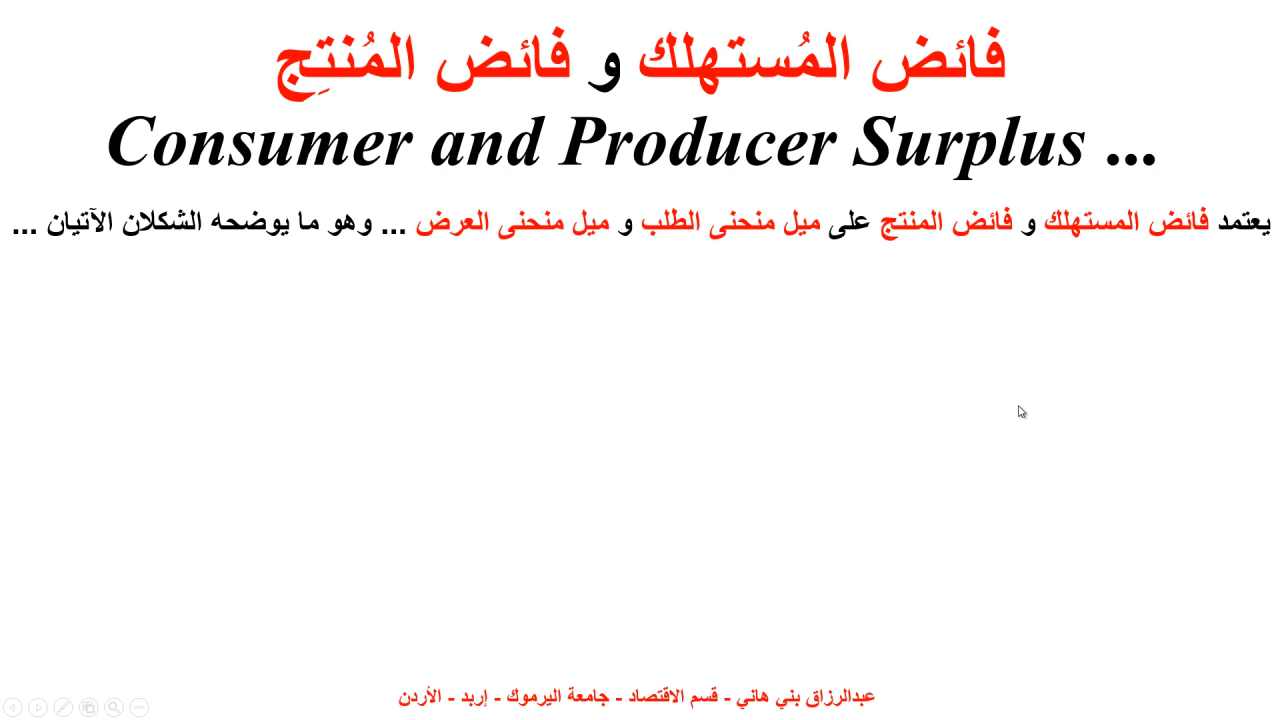 فائض المُستهلك و فائض المُنتِج
Consumer and Producer Surplus ...
يعتمد فائض المستهلك و فائض المنتج على ميل منحنى الطلب و ميل منحنى العرض ... وهو ما يوضحه الشكلان الآتيان ...
عبدالرزاق بني هاني - قسم الاقتصاد - جامعة اليرموك - إربد - الأردن